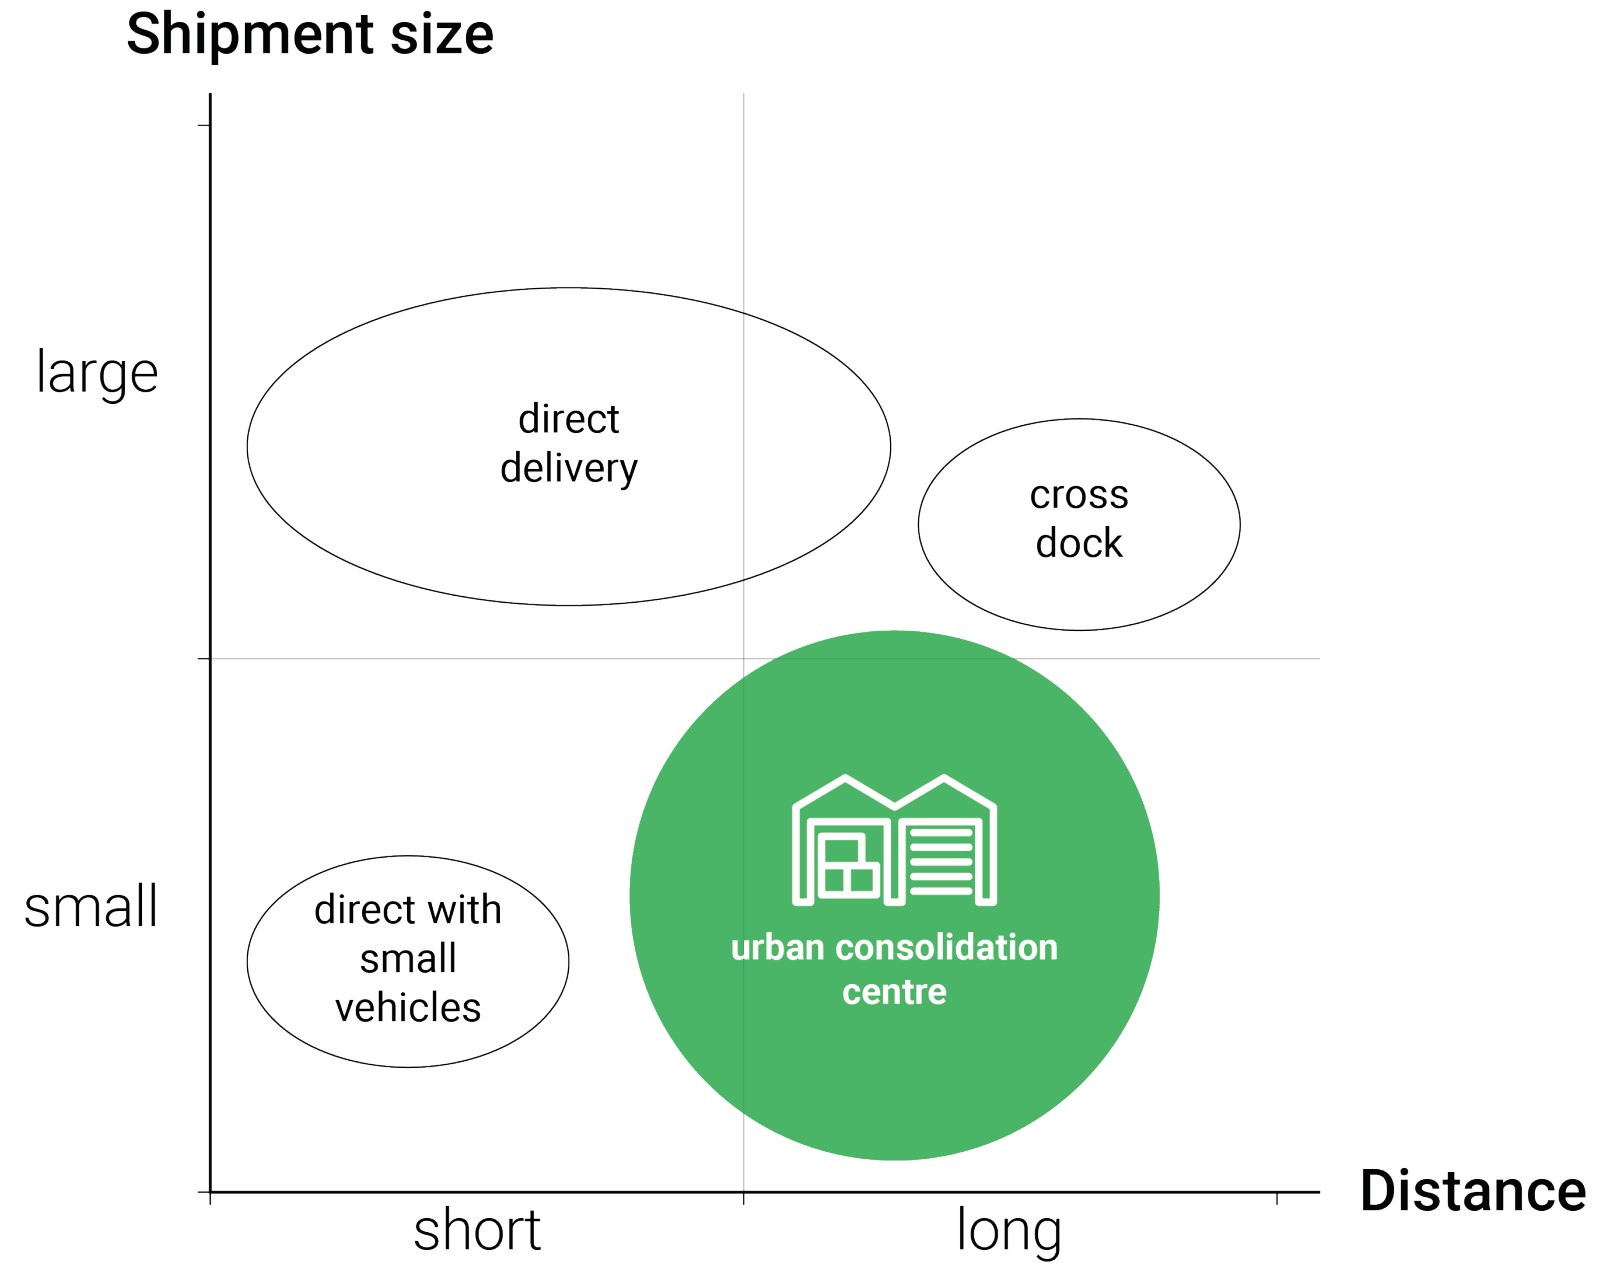 Shipment size
large
direct
delivery
cross
dock
small
direct with
small
vehicles
urban consolidation
centre
Distance
short
long